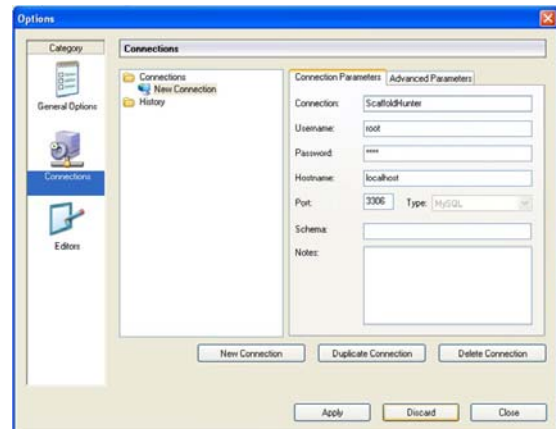 Options
Category
General Options
Connections
Editors
Connections
Connections
New Connection
History
Connection Parameters Advanced Parameters
Connection: ScaffoldHunter
Username: root
Password: ****
Hostname: localhost
Port: 3306 Type: MySQL
Schema:
Notes:
New Connection Duplicate Connection Delete Connection
Apply Discard Close